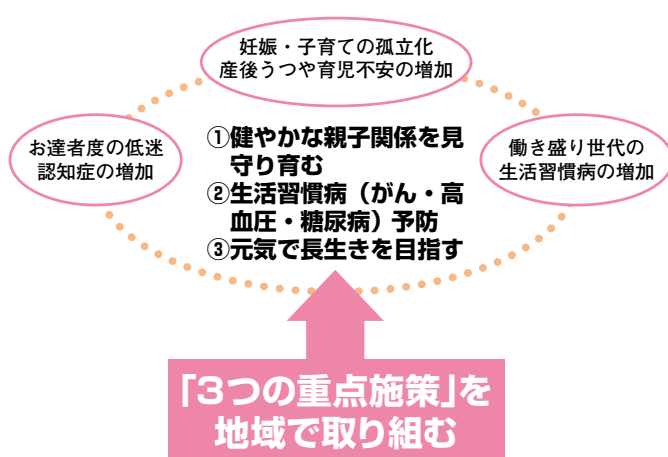 妊娠・子育ての孤立化
産後うつや育児不安の増加
お達者度の低迷
認知症の増加
①健やかな親子関係を見
守り育む
②生活習慣病（がん・高
血圧・糖尿病）予防
③元気で長生きを目指す
働き盛り世代の
生活習慣病の増加
「3つの重点施策」を
地域で取り組む